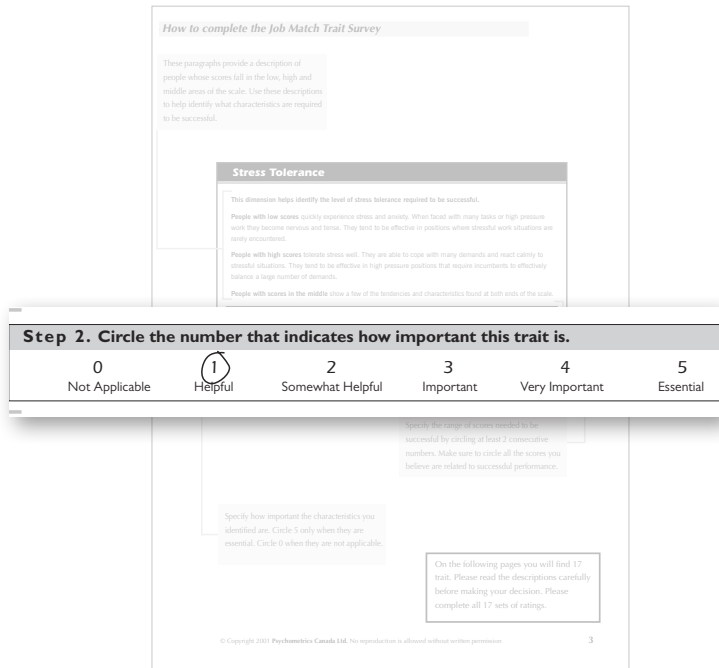 How to complete the Job Match Trait Survey
These paragraphs provide a description of
people whose scores fall in the low, high and
middle areas of the scale. Use these descriptions
to help identify what characteristics are required
to be successful.
Stress Tolerance
This dimension helps identify the level of stress tolerance required to be successful.
People with low scores quickly experience stress and anxiety. When faced with many tasks or high pressure
work they become nervous and tense. They tend to be effective in positions where stressful work situations are
rarely encountered.
People with high scores tolerate stress well. They are able to cope with many demands and react calmly to
stressful situations. They tend to be effective in high pressure positions that require incumbents to effectively
balance a large number of demands.
People with scores in the middle show a few of the tendencies and characteristics found at both ends of the scale.
Step 2. Circle the number that indicates how important this trait is.
0 1 2 3 4 5
Not Applicable Helpful Somewhat Helpful Important Very Important Essential
Specify the range of scores needed to be
successful by circling at least 2 consecutive
numbers. Make sure to circle all the scores you
believe are related to successful performance.
Specify how important the characteristics you
identified are. Circle 5 only when they are
essential. Circle 0 when they are not applicable.
On the following pages you will find 17
trait. Please read the descriptions carefully
before making your decision. Please
complete all 17 sets of ratings.
© Copyright 2001 Psychometrics Canada Ltd. No reproduction is allowed without written permission 3